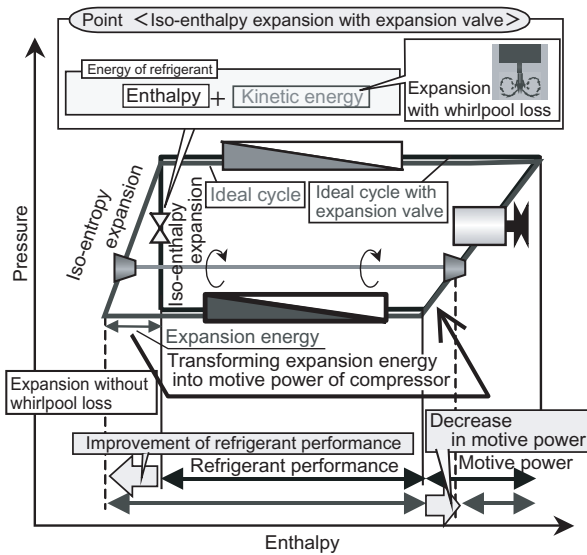 Point <Iso-enthalpy expansion with expansion valve>
Energy of refrigerant
Enthalpy + Kinetic energy
Expansion
with whirlpool loss
Ideal cycle
Ideal cycle with
expansion valve
Iso-entropy
expansion
Iso-enthalpy
expansion
Pressure
Expansion energy
Transforming expansion energy
into motive power of compressor
Expansion without
whirlpool loss
Improvement of refrigerant performance
Decrease
in motive power
Refrigerant performance
Motive power
Enthalpy